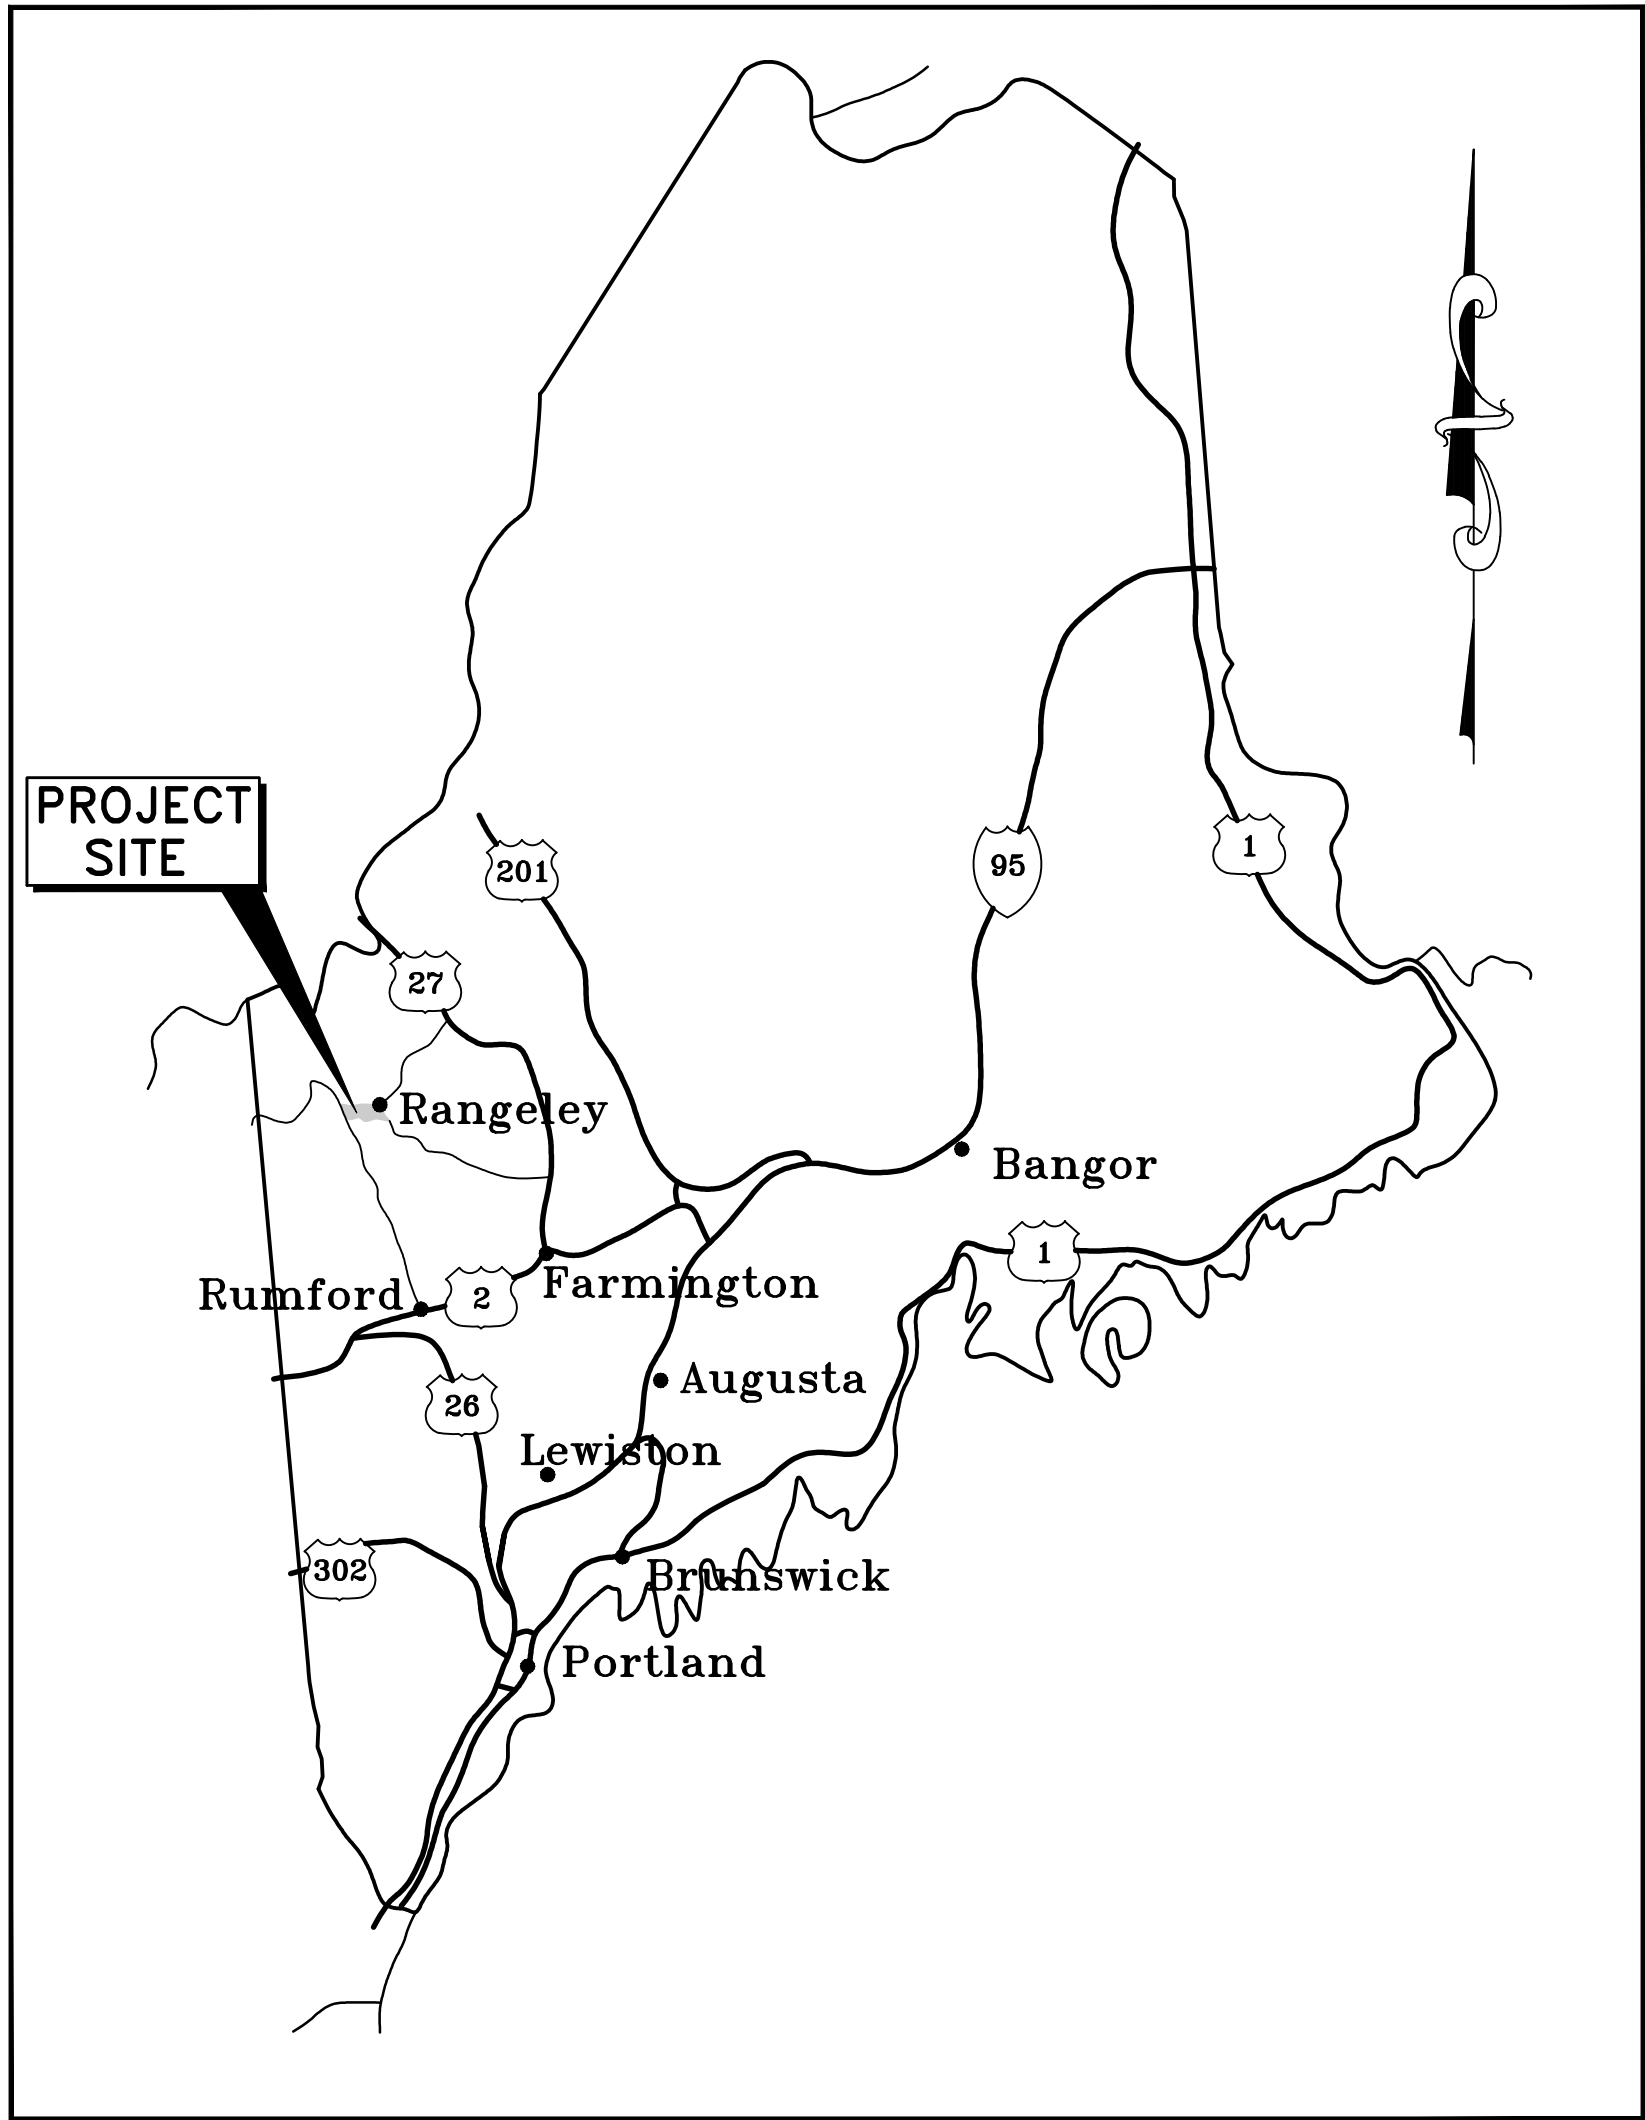 PROJECT
SITE
201
95
1
27
Rangeley
Bangor
1
Farmington
Rumford
2
Augusta
26
Lewiston
302
Brunswick
Portland